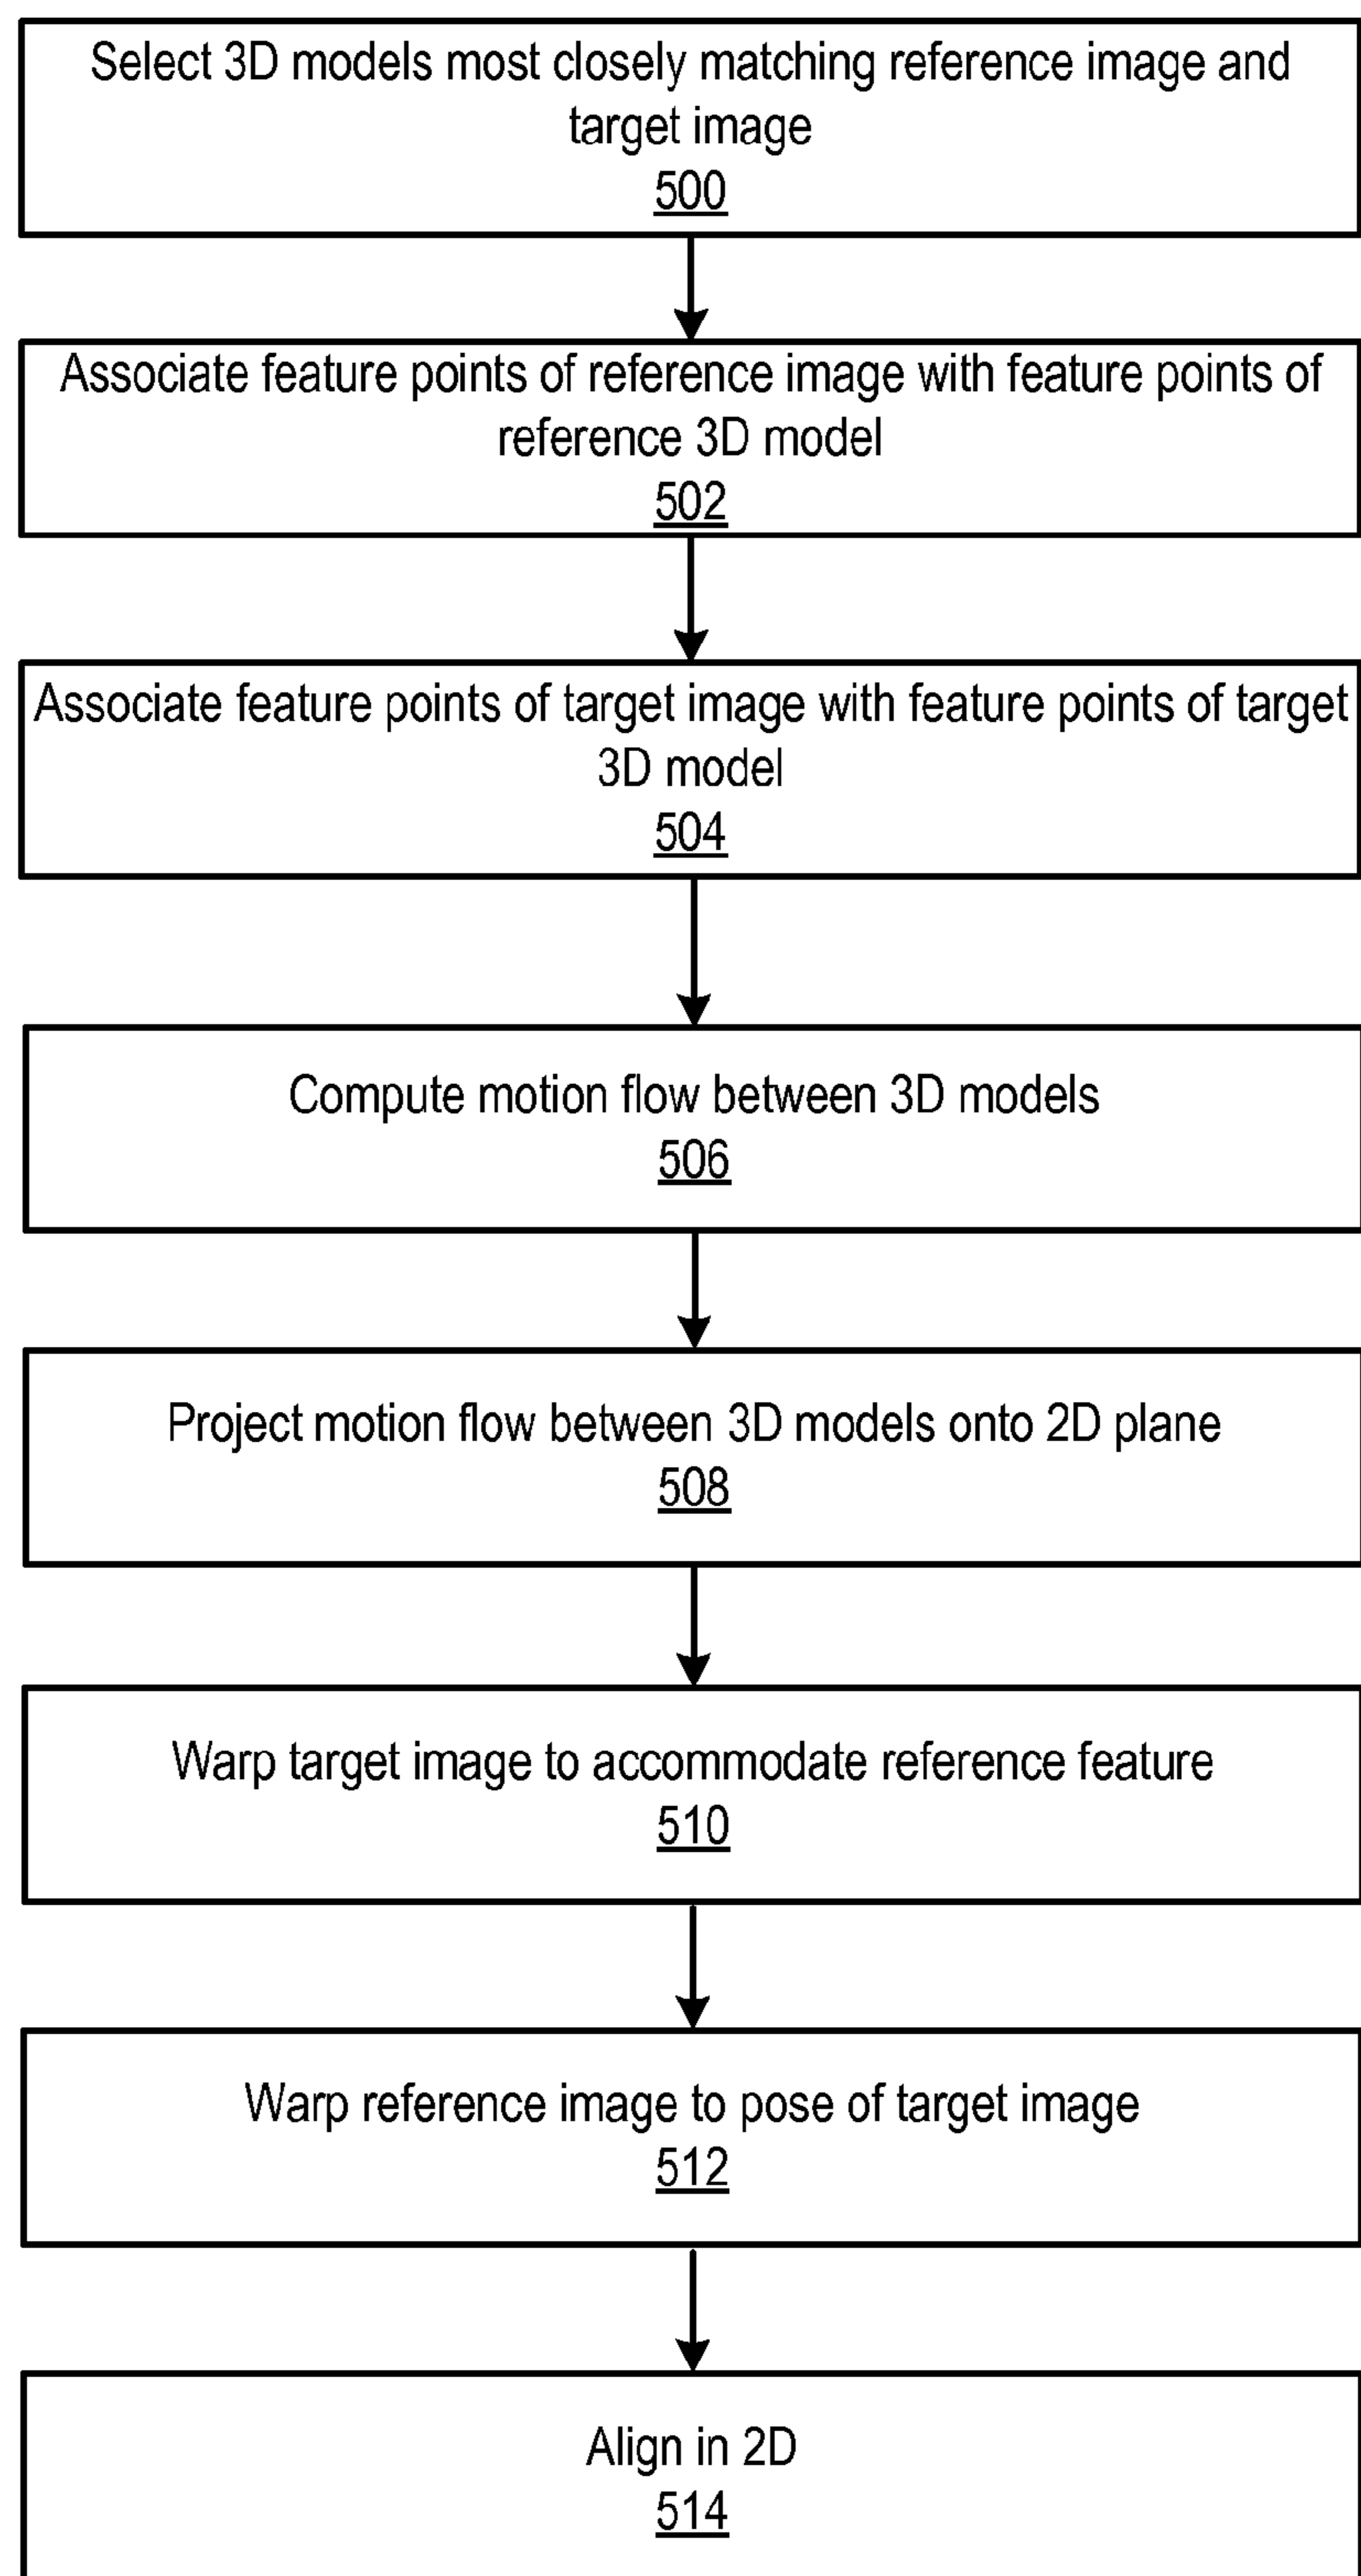 Select 3D models most closely matching reference image and
target image
500
Associate feature points of reference image with feature points of
reference 3D model
502
Associate feature points of target image with feature points of target
3D model
504
Compute motion flow between 3D models
506
Project motion flow between 3D models onto 2D plane
508
Warp target image to accommodate reference feature
510
Warp reference image to pose of target image
512
Align in 2D
514